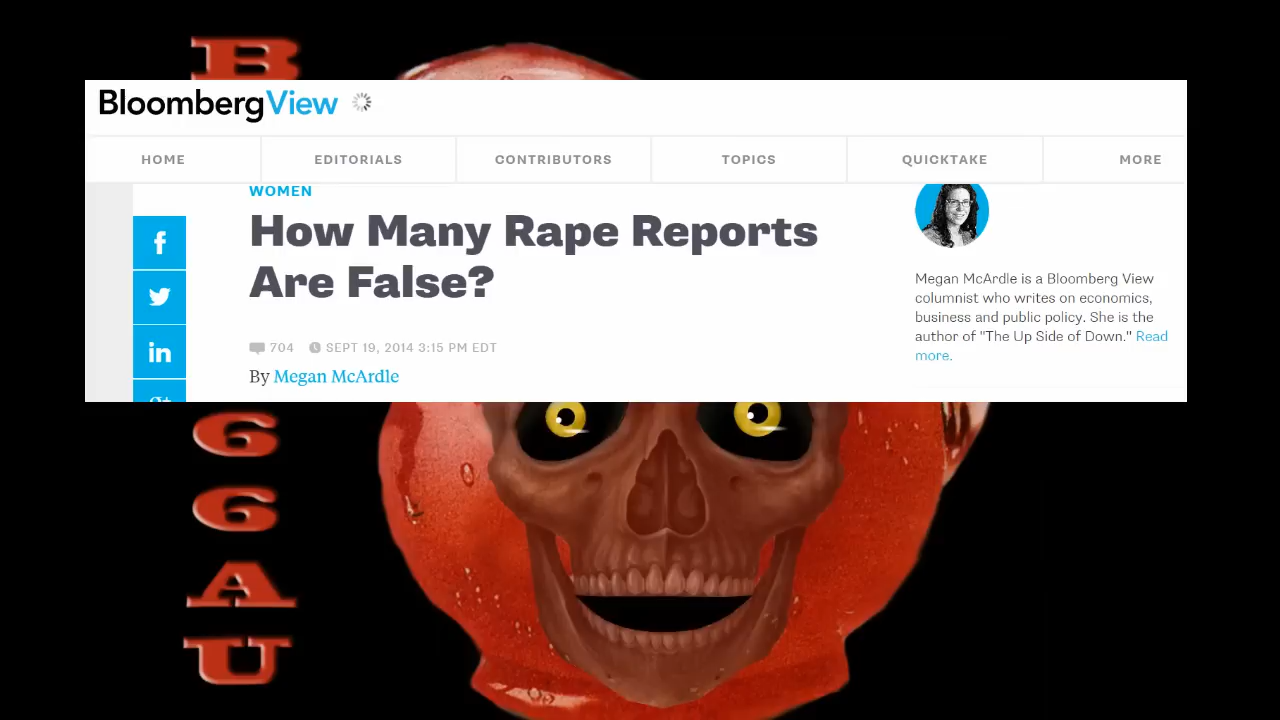 B
BloombergView
HOME EDITORIALS CONTRIBUTORS TOPICS QUICKTAKE MORE
WOMEN
How Many Rape Reports
Are False?
704 SEPT 19, 2014 3:15 PM EDT
By Megan McArdle
Megan McArdle is a Bloomberg View
columnist who writes on economics,
business and public policy. She is the
author of "The Up Side of Down." Read
more.
f
in
6
6
A
U